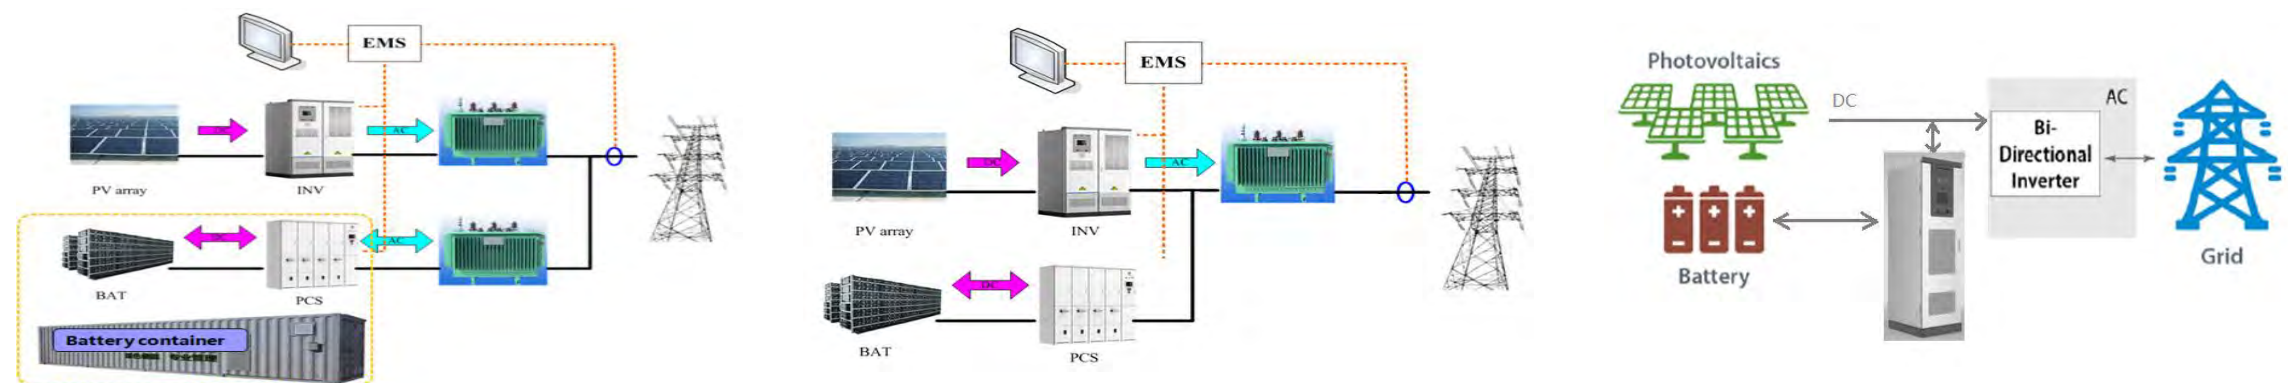 EMS
DC
AC
PV array
INV
DC
AC
BAT
PCS
Battery container
EMS
DC
AC
PV array
INV
DC
BAT
PCS
Photovoltaics
DC
AC
Bi-
Directional
Inverter
Battery
Grid